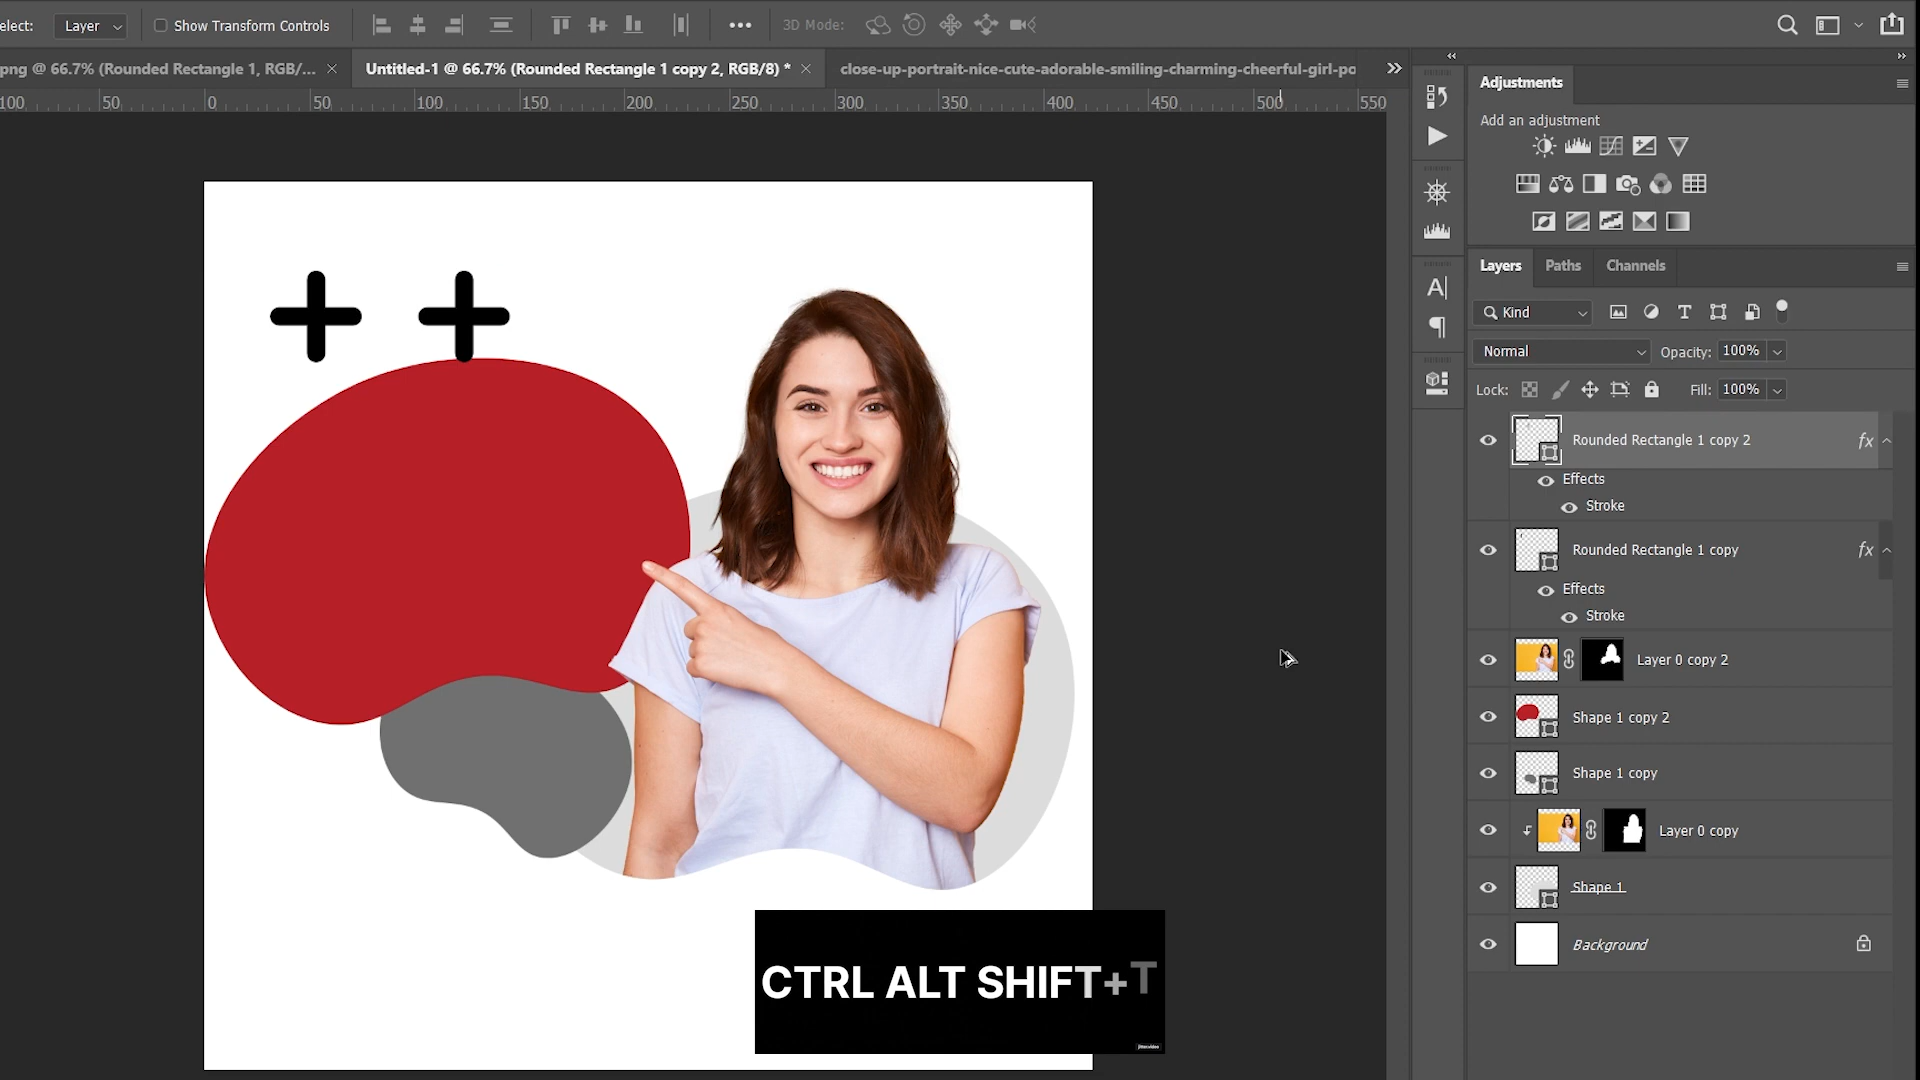 elect:
Layer
Show Transform Controls
3D Mode:
png @ 66.7% (Rounded Rectangle 1, RGB/...
Untitled-1 @ 66.7% (Rounded Rectangle 1 copy 2, RGB/8) *
close-up-portrait-nice-cute-adorable-smiling-charming-cheerful-girl-po
100 50 0 50 100 150 200 250 300 350 400 450 500 550
Adjustments
Add an adjustment
Layers Paths Channels
Kind
Normal
Opacity: 100%
Lock:
Fill: 100%
Rounded Rectangle 1 copy 2
fx
Effects
Stroke
Rounded Rectangle 1 copy
fx
Effects
Stroke
Layer 0 copy 2
Shape 1 copy 2
Shape 1 copy
Layer 0 copy
Shape 1
Background
CTRL ALT SHIFT+T
jitter.video